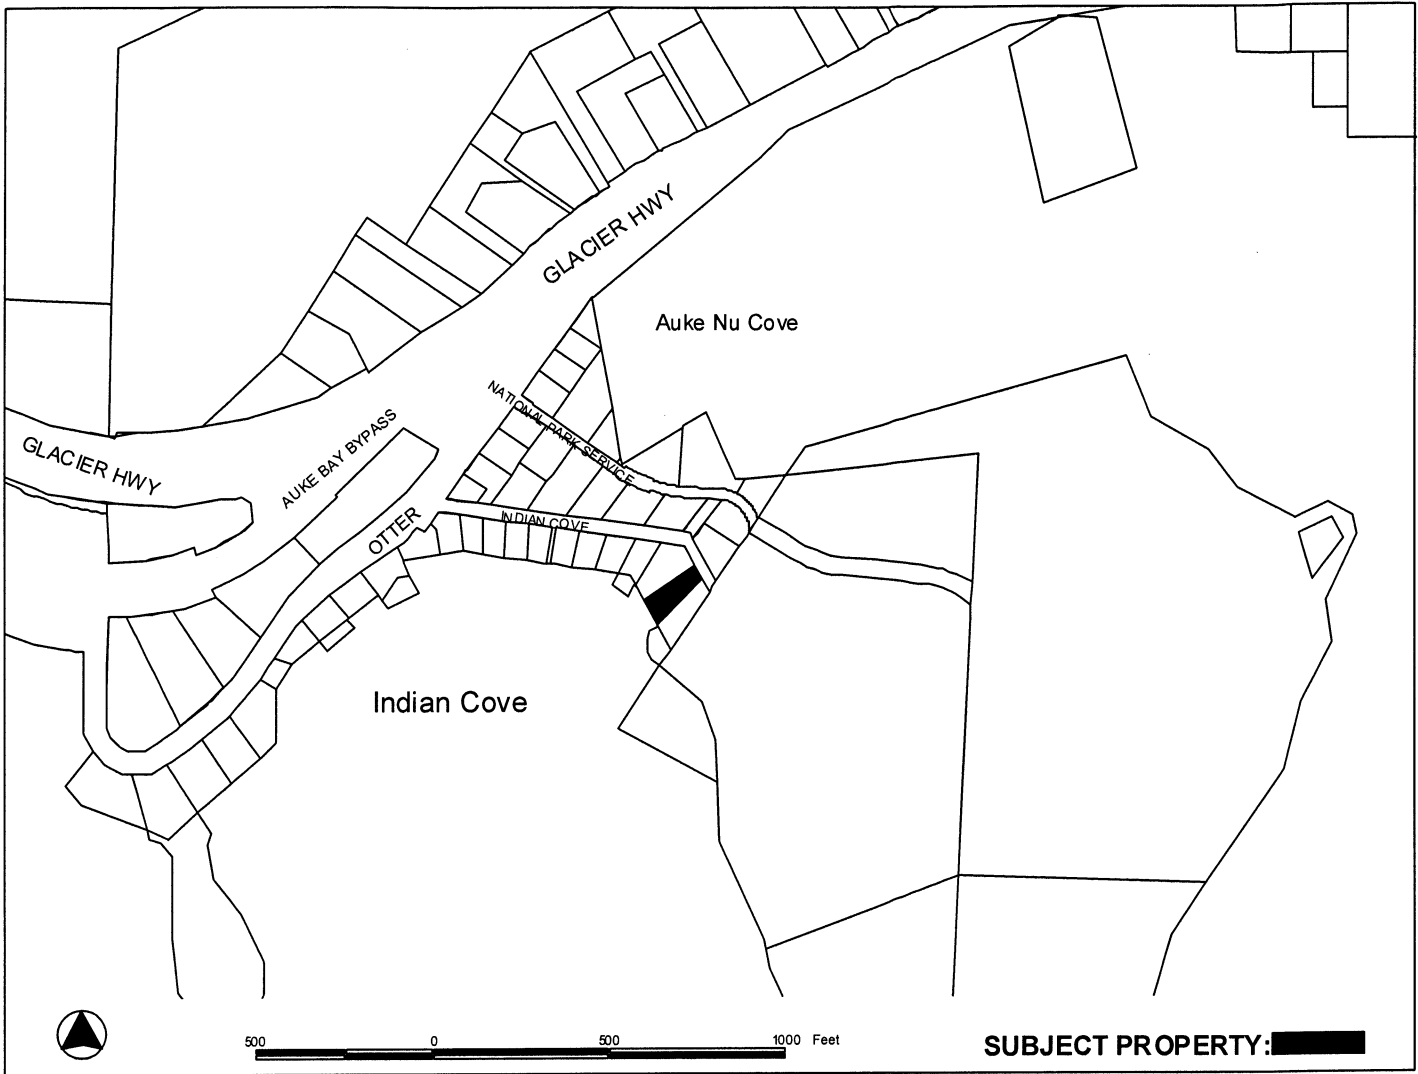 GLACIER HWY
Auke Nu Cove
NATIONAL PARK SERVICE
AUKE BAY BYPASS
GLACIER HWY
INDIAN COVE
OTTER
Indian Cove
500 0 500 1000 Feet
SUBJECT PROPERTY: